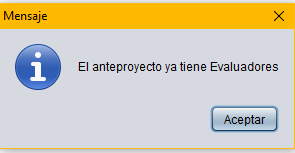 Mensaje
El anteproyecto ya tiene Evaluadores
Aceptar